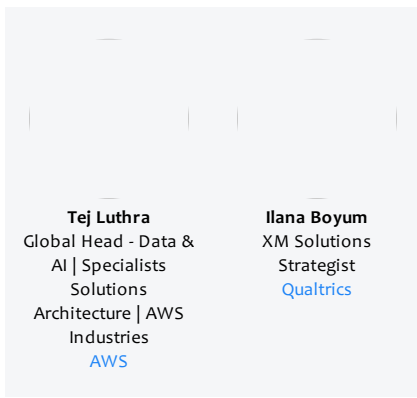 Tej Luthra
Global Head - Data &
AI | Specialists
Solutions
Architecture | AWS
Industries
AWS
Ilana Boyum
XM Solutions
Strategist
Qualtrics